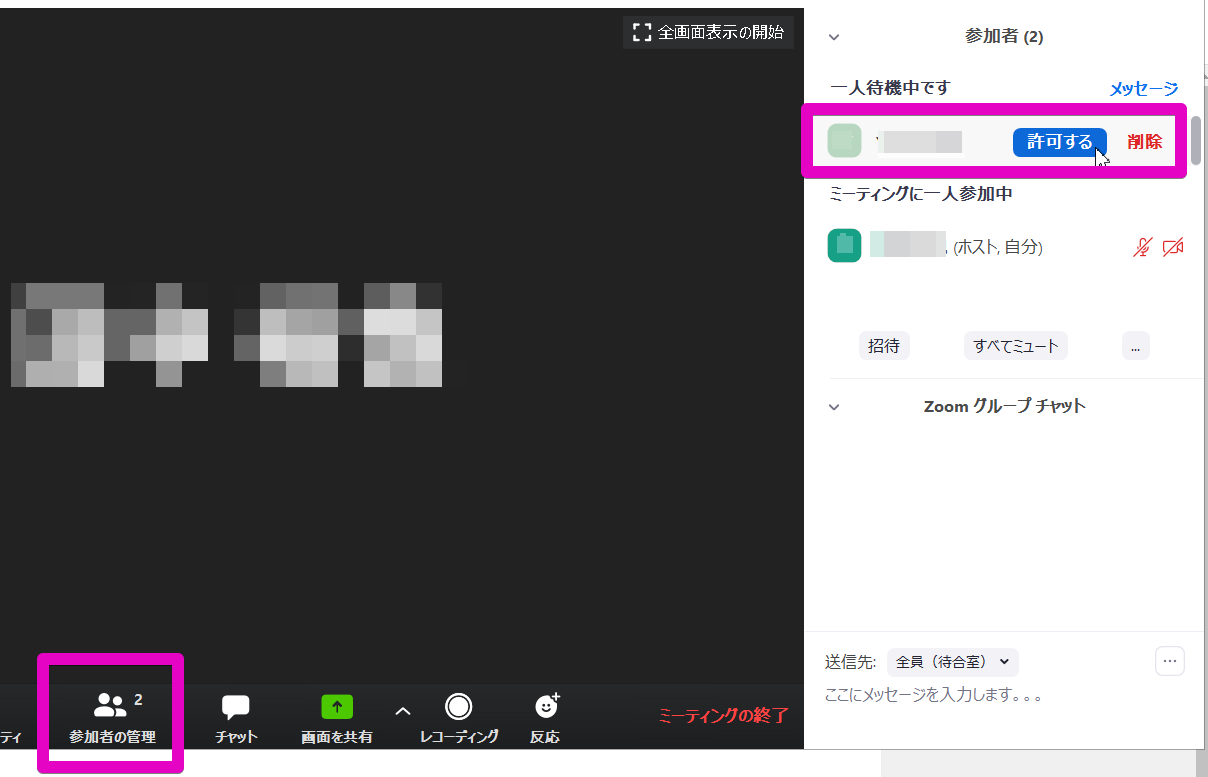 全画面表示の開始
参加者 (2)
一人待機中です
メッセージ
許可する
削除
ミーティングに一人参加中
(ホスト, 自分)
招待
すべてミュート
...
Zoom グループ チャット
送信先:
全員（待合室）
...
ここにメッセージを入力します。。。
ティ
2
参加者の管理
チャット
画面を共有
レコーディング
反応
ミーティングの終了